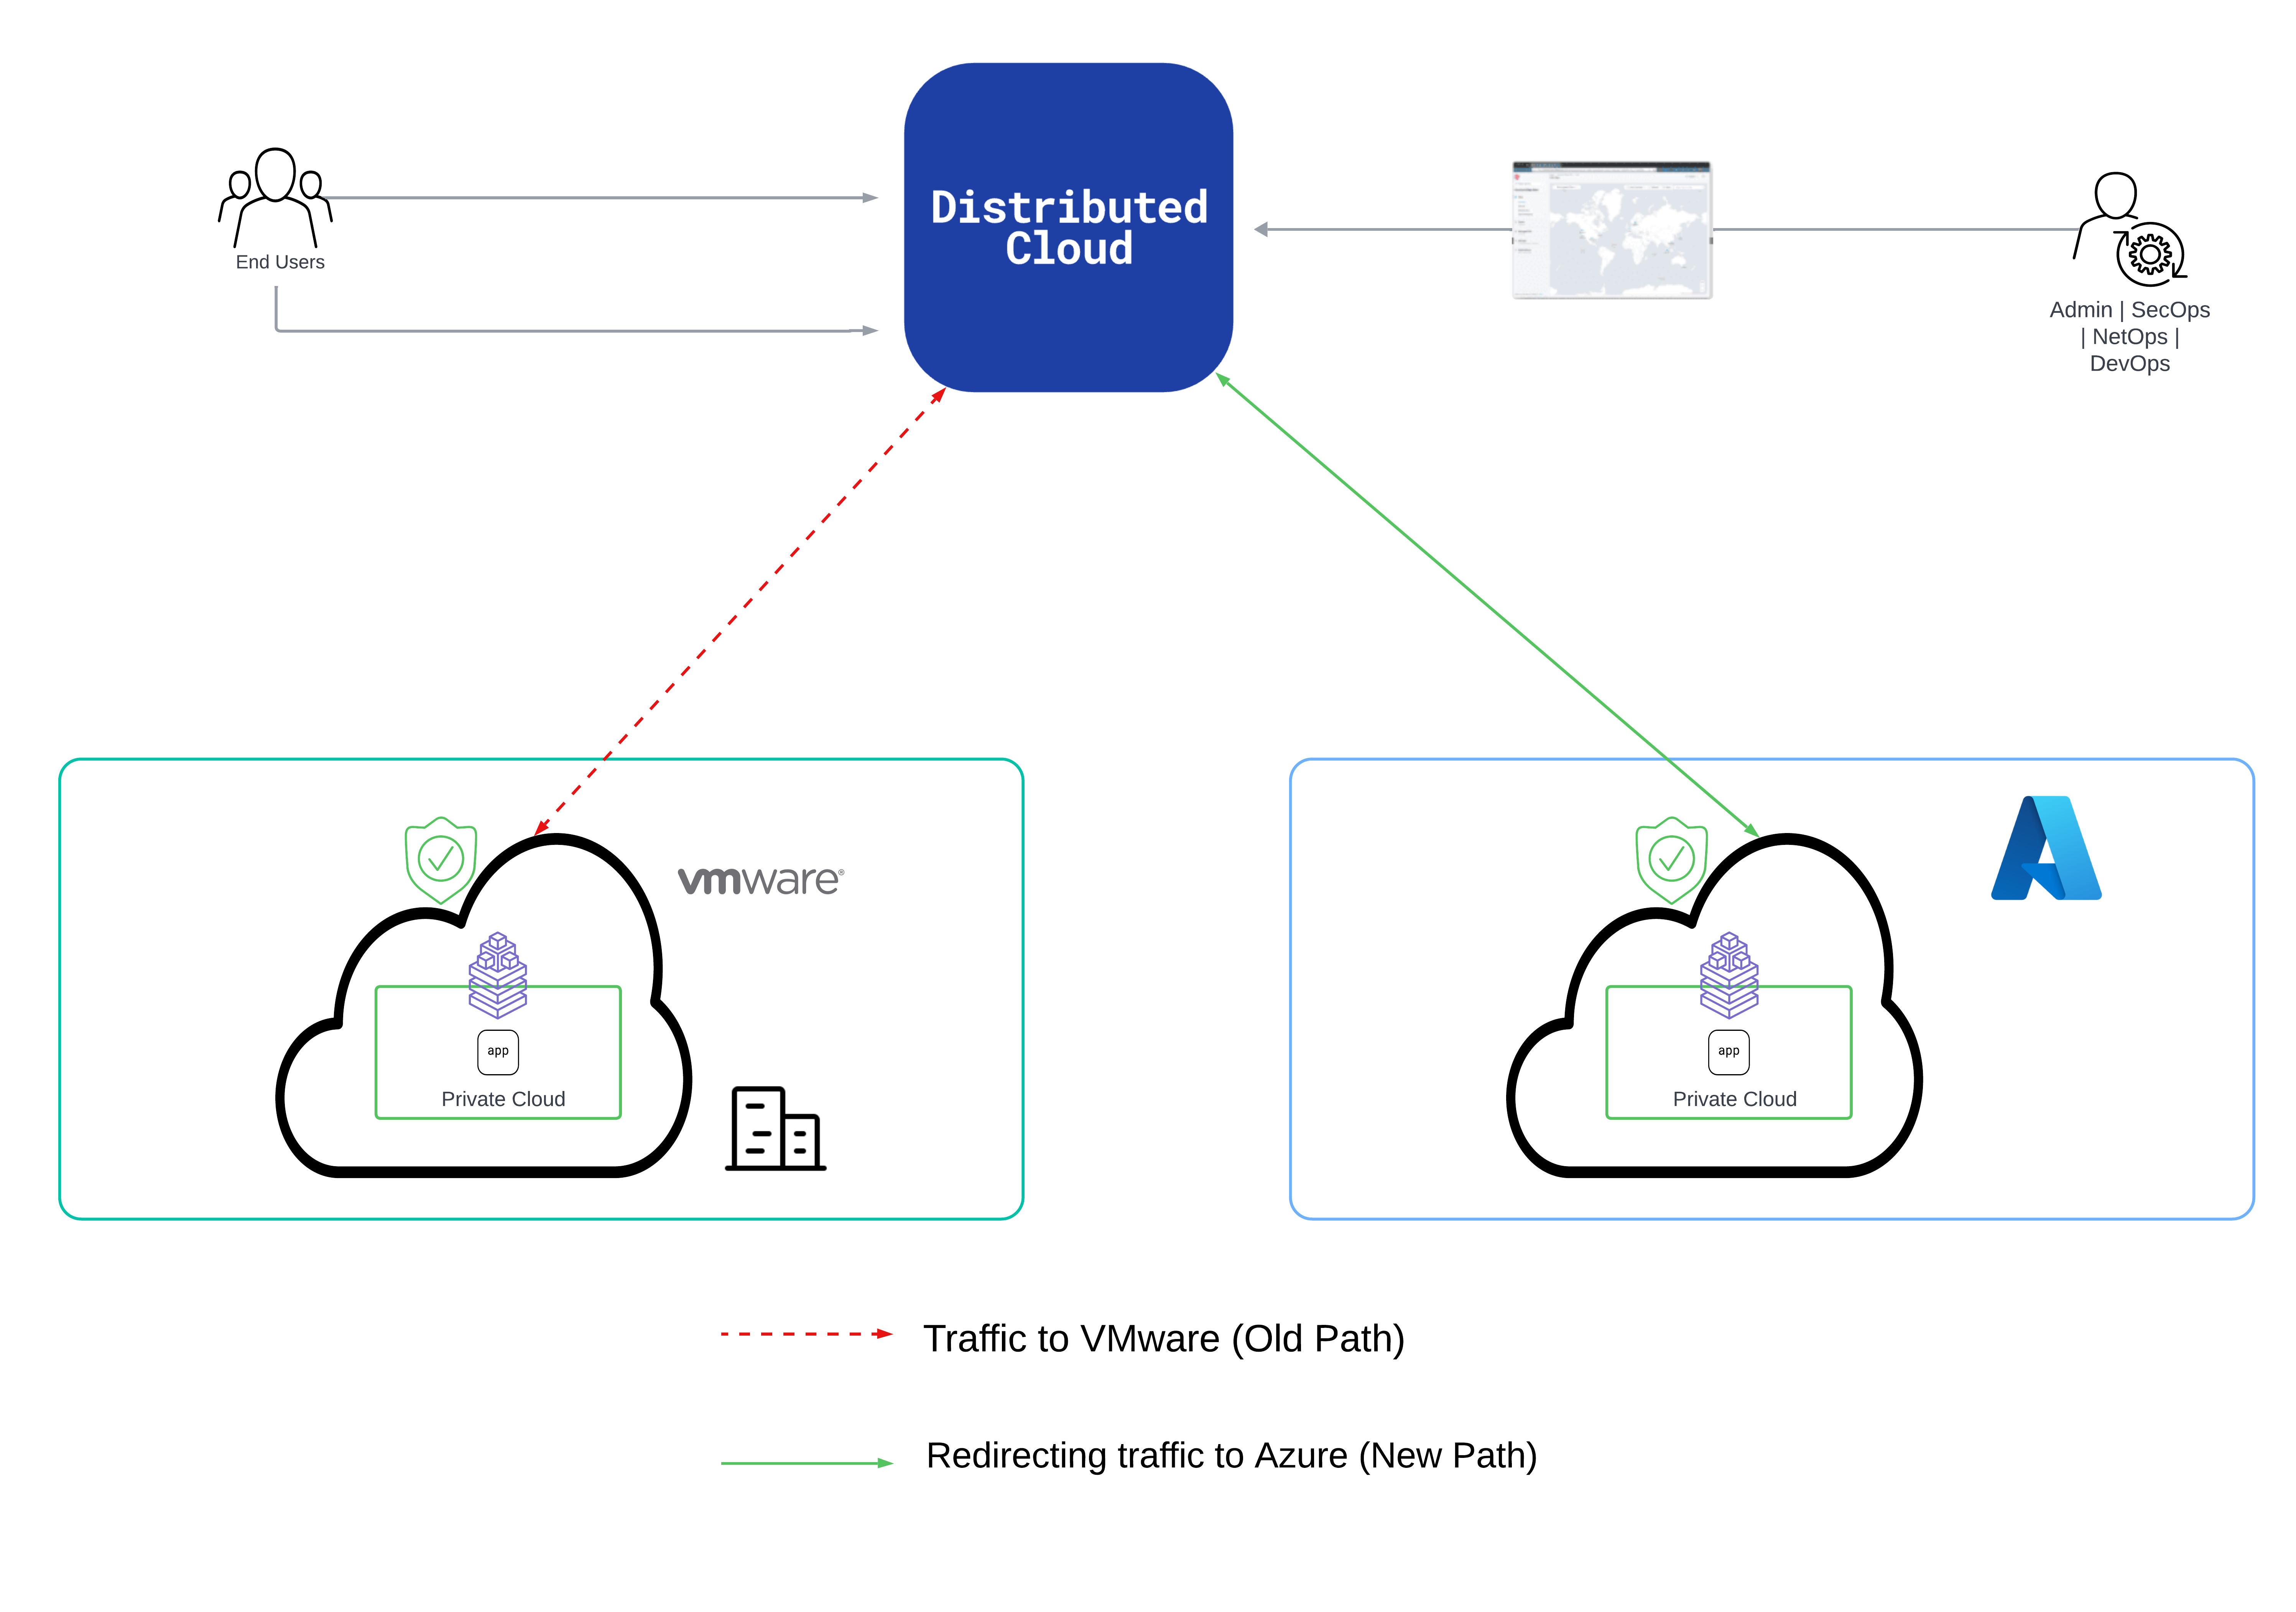 Distributed
Cloud
End Users
Admin | SecOps
| NetOps |
DevOps
vmware®
app
Private Cloud
app
Private Cloud
Traffic to VMware (Old Path)
Redirecting traffic to Azure (New Path)